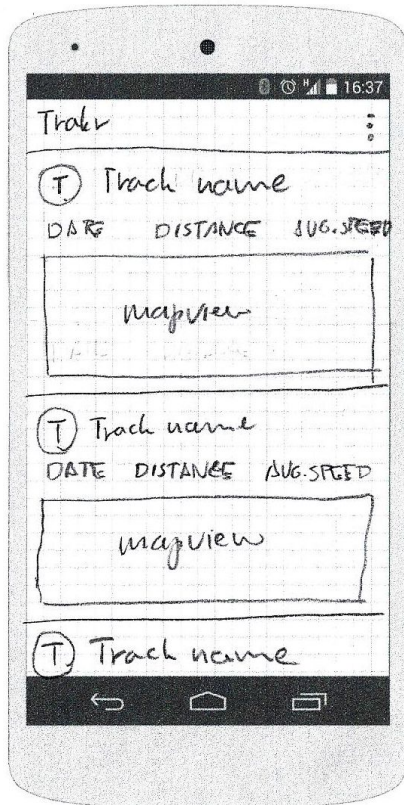 16:37
Trakr
T Track name
DATE DISTANCE AVG.SPEED
mapview
T Track name
DATE DISTANCE AVG.SPEED
mapview
T Track name